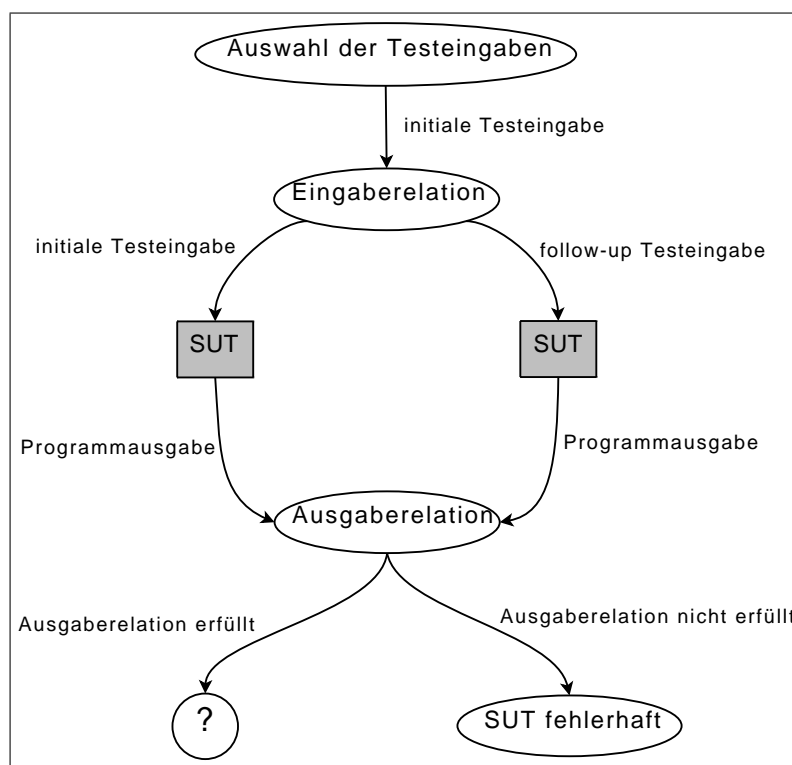 Auswahl der Testeingaben
initiale Testeingabe
Eingaberelation
initiale Testeingabe
follow-up Testeingabe
SUT
SUT
Programmausgabe
Programmausgabe
Ausgaberelation
Ausgaberelation erfüllt
Ausgaberelation nicht erfüllt
?
SUT fehlerhaft